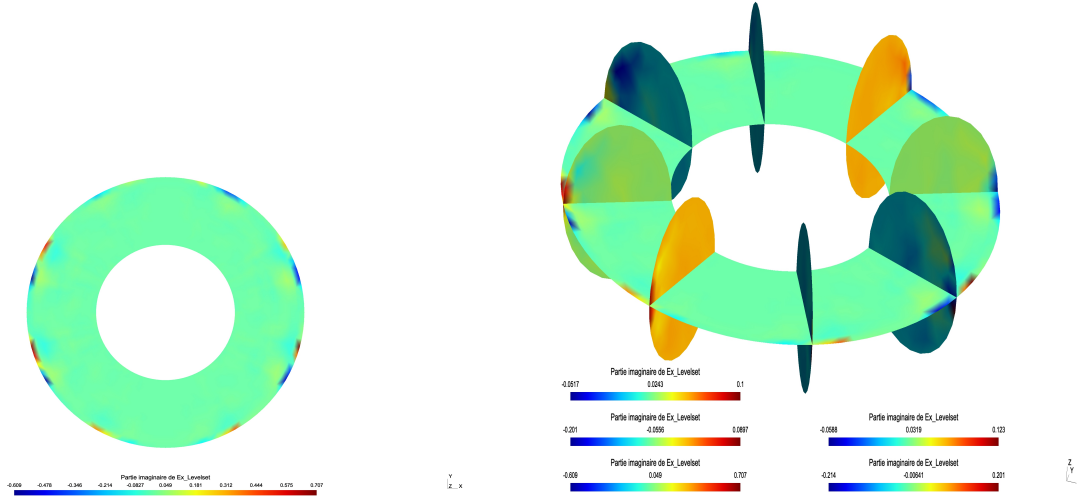 Partie imaginaire de Ex_Levelset
-0.609 -0.478 -0.346 -0.214 -0.0827 0.049 0.181 0.312 0.444 0.575 0.707
Y
Z X
Partie imaginaire de Ex_Levelset
-0.0517 0.0243 0.1
Partie imaginaire de Ex_Levelset
-0.201 -0.0556 0.0897
Partie imaginaire de Ex_Levelset
-0.0588 0.0319 0.123
Partie imaginaire de Ex_Levelset
-0.609 0.049 0.707
Partie imaginaire de Ex_Levelset
-0.214 -0.00641 0.201
Z
Y